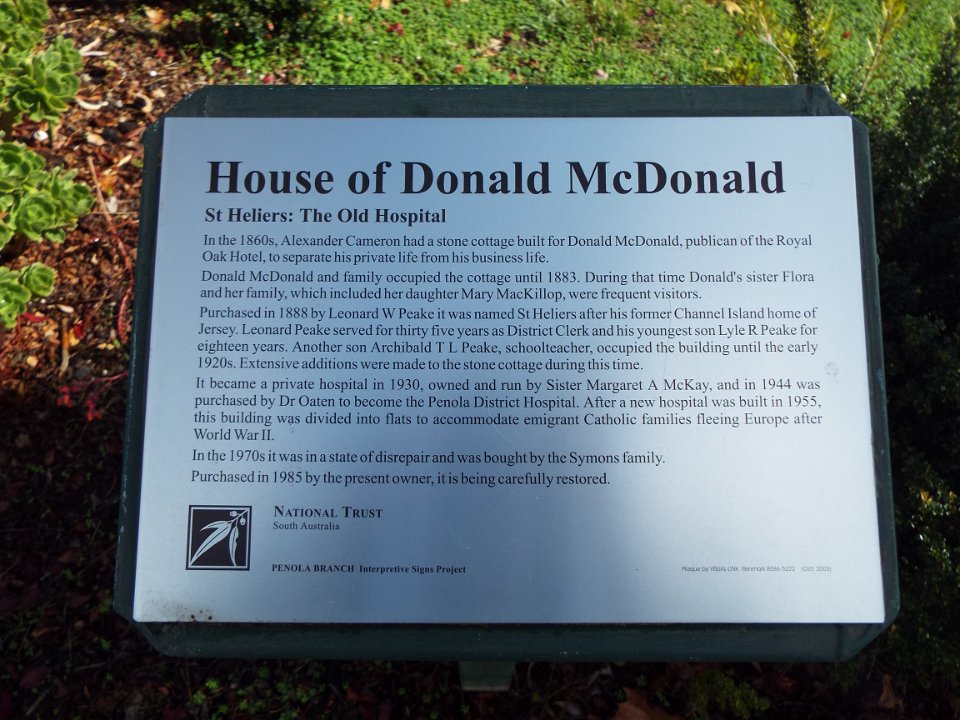 House of Donald McDonald
St Heliers: The Old Hospital
In the 1860s, Alexander Cameron had a stone cottage built for Donald McDonald, publican of the Royal
Oak Hotel, to separate his private life from his business life.
Donald McDonald and family occupied the cottage until 1883. During that time Donald's sister Flora
and her family, which included her daughter Mary MacKillop, were frequent visitors.
Purchased in 1888 by Leonard W Peake it was named St Heliers after his former Channel Island home of
Jersey. Leonard Peake served for thirty five years as District Clerk and his youngest son Lyle R Peake for
eighteen years. Another son Archibald T L Peake, schoolteacher, occupied the building until the early
1920s. Extensive additions were made to the stone cottage during this time.
It became a private hospital in 1930, owned and run by Sister Margaret A McKay, and in 1944 was
purchased by Dr Oaten to become the Penola District Hospital. After a new hospital was built in 1955,
this building was divided into flats to accommodate emigrant Catholic families fleeing Europe after
World War II.
In the 1970s it was in a state of disrepair and was bought by the Symons family.
Purchased in 1985 by the present owner, it is being carefully restored.
NATIONAL TRUST
South Australia
PENOLA BRANCH Interpretive Signs Project
Plaque by VISUAL-LINK Renmark 8586 5222 (Oct. 2003)